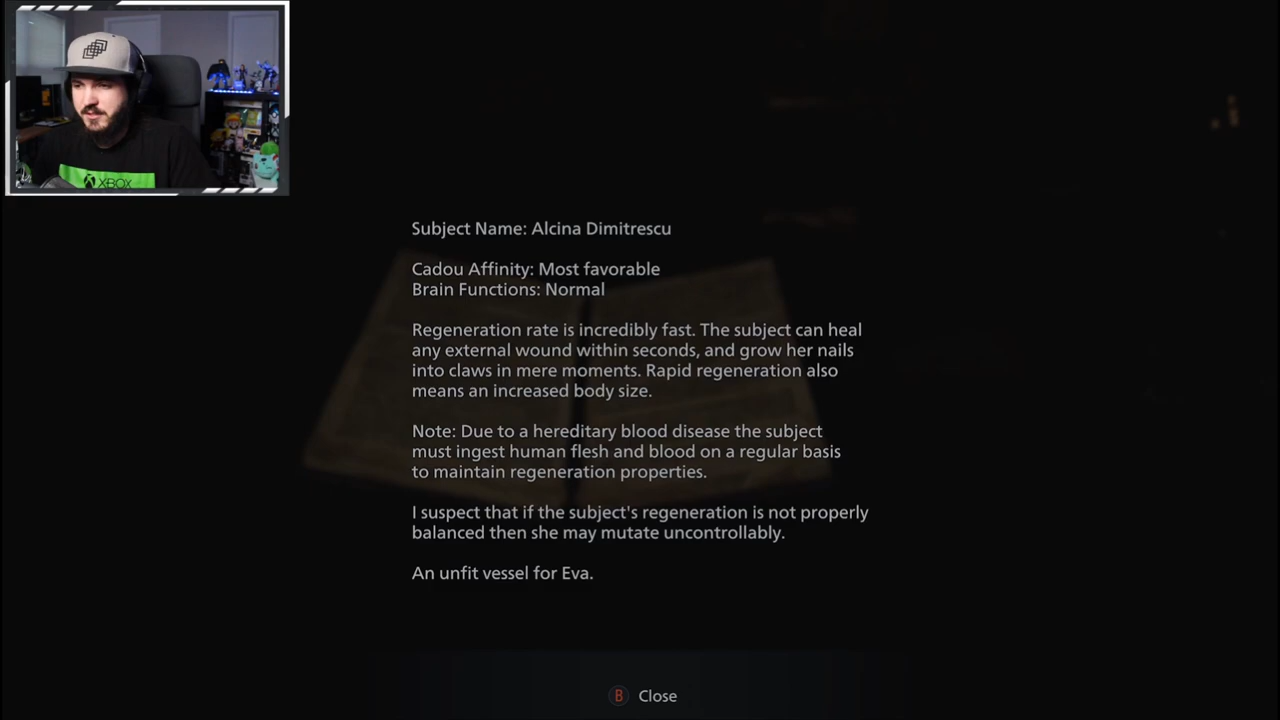 XBOX
Subject Name: Alcina Dimitrescu
Cadou Affinity: Most favorable
Brain Functions: Normal
Regeneration rate is incredibly fast. The subject can heal
any external wound within seconds, and grow her nails
into claws in mere moments. Rapid regeneration also
means an increased body size.
Note: Due to a hereditary blood disease the subject
must ingest human flesh and blood on a regular basis
to maintain regeneration properties.
I suspect that if the subject's regeneration is not properly
balanced then she may mutate uncontrollably.
An unfit vessel for Eva.
B Close